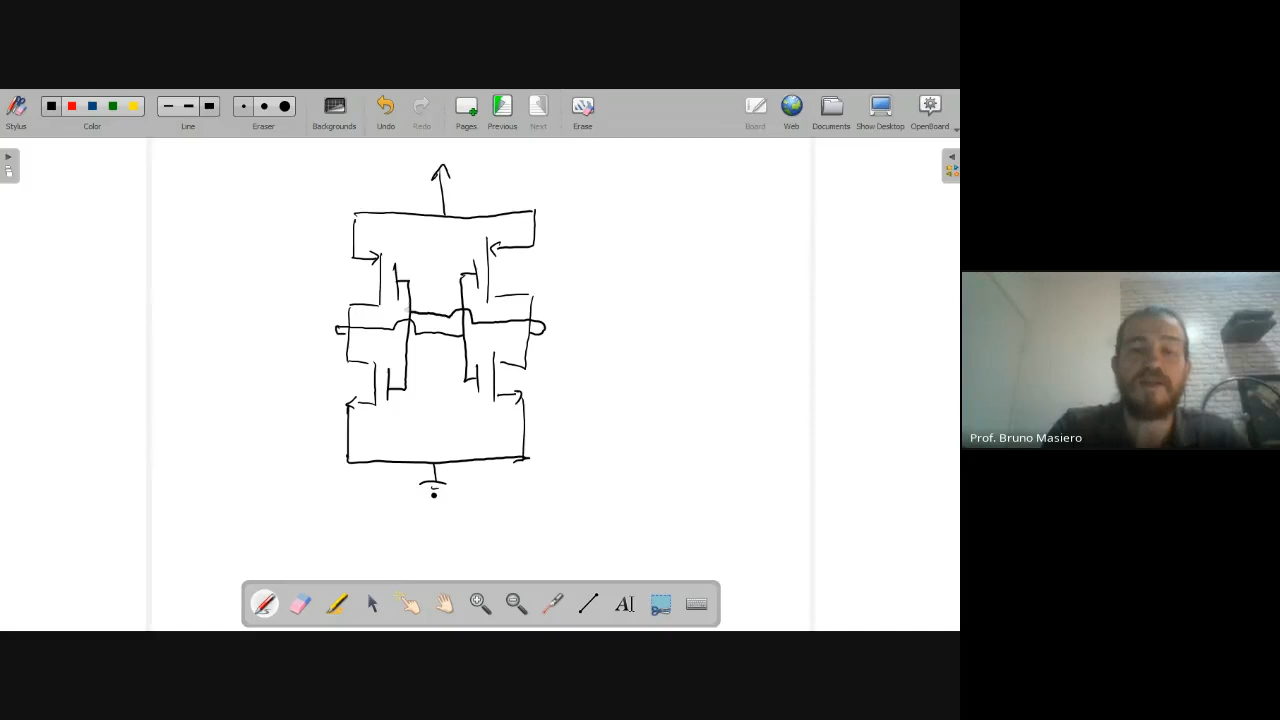 Stylus
Color
Line
Eraser
Backgrounds
Undo
Redo
Pages
Previous
Next
Erase
Board
Web
Documents
Show Desktop
OpenBoard
Prof. Bruno Masiero
AI